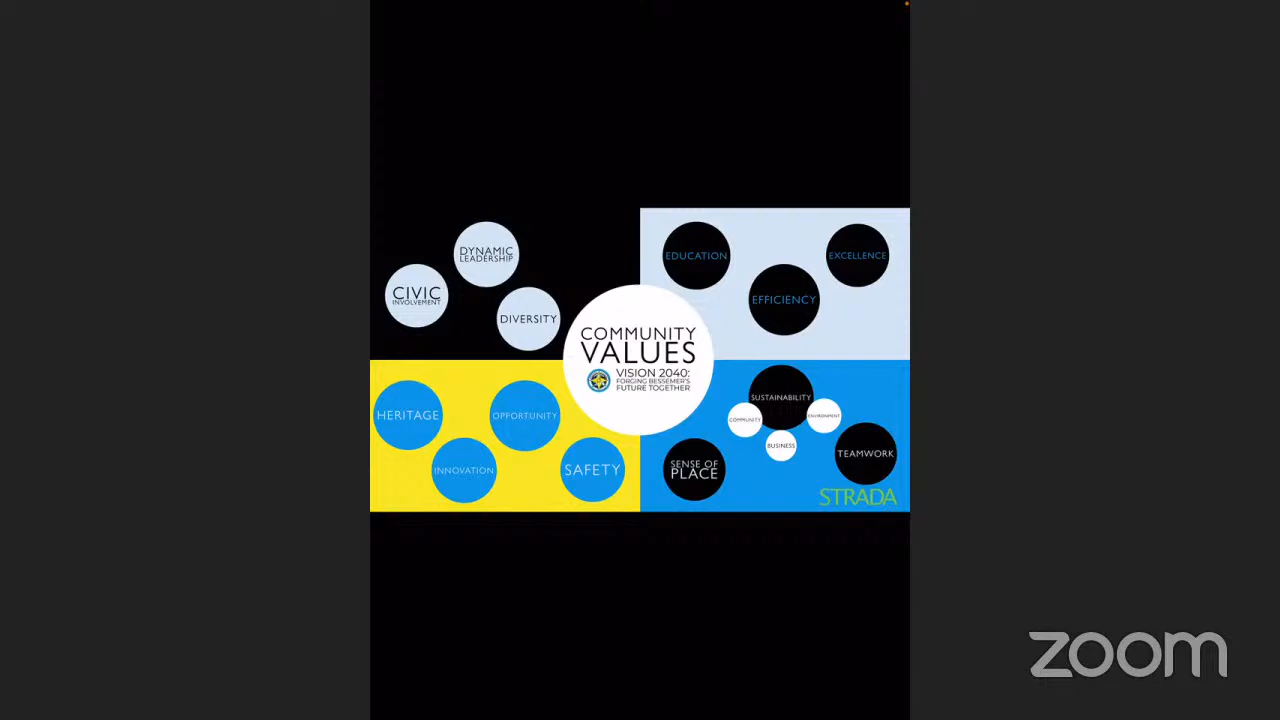 DYNAMIC
LEADERSHIP
CIVIC
INVOLVEMENT
DIVERSITY
EDUCATION
EXCELLENCE
EFFICIENCY
COMMUNITY
VALUES
VISION 2040:
FORGING BESSEMER'S
FUTURE TOGETHER
HERITAGE
OPPORTUNITY
INNOVATION
SAFETY
SUSTAINABILITY
COMMUNITY
ENVIRONMENT
BUSINESS
SENSE OF
PLACE
TEAMWORK
STRADA
zoom